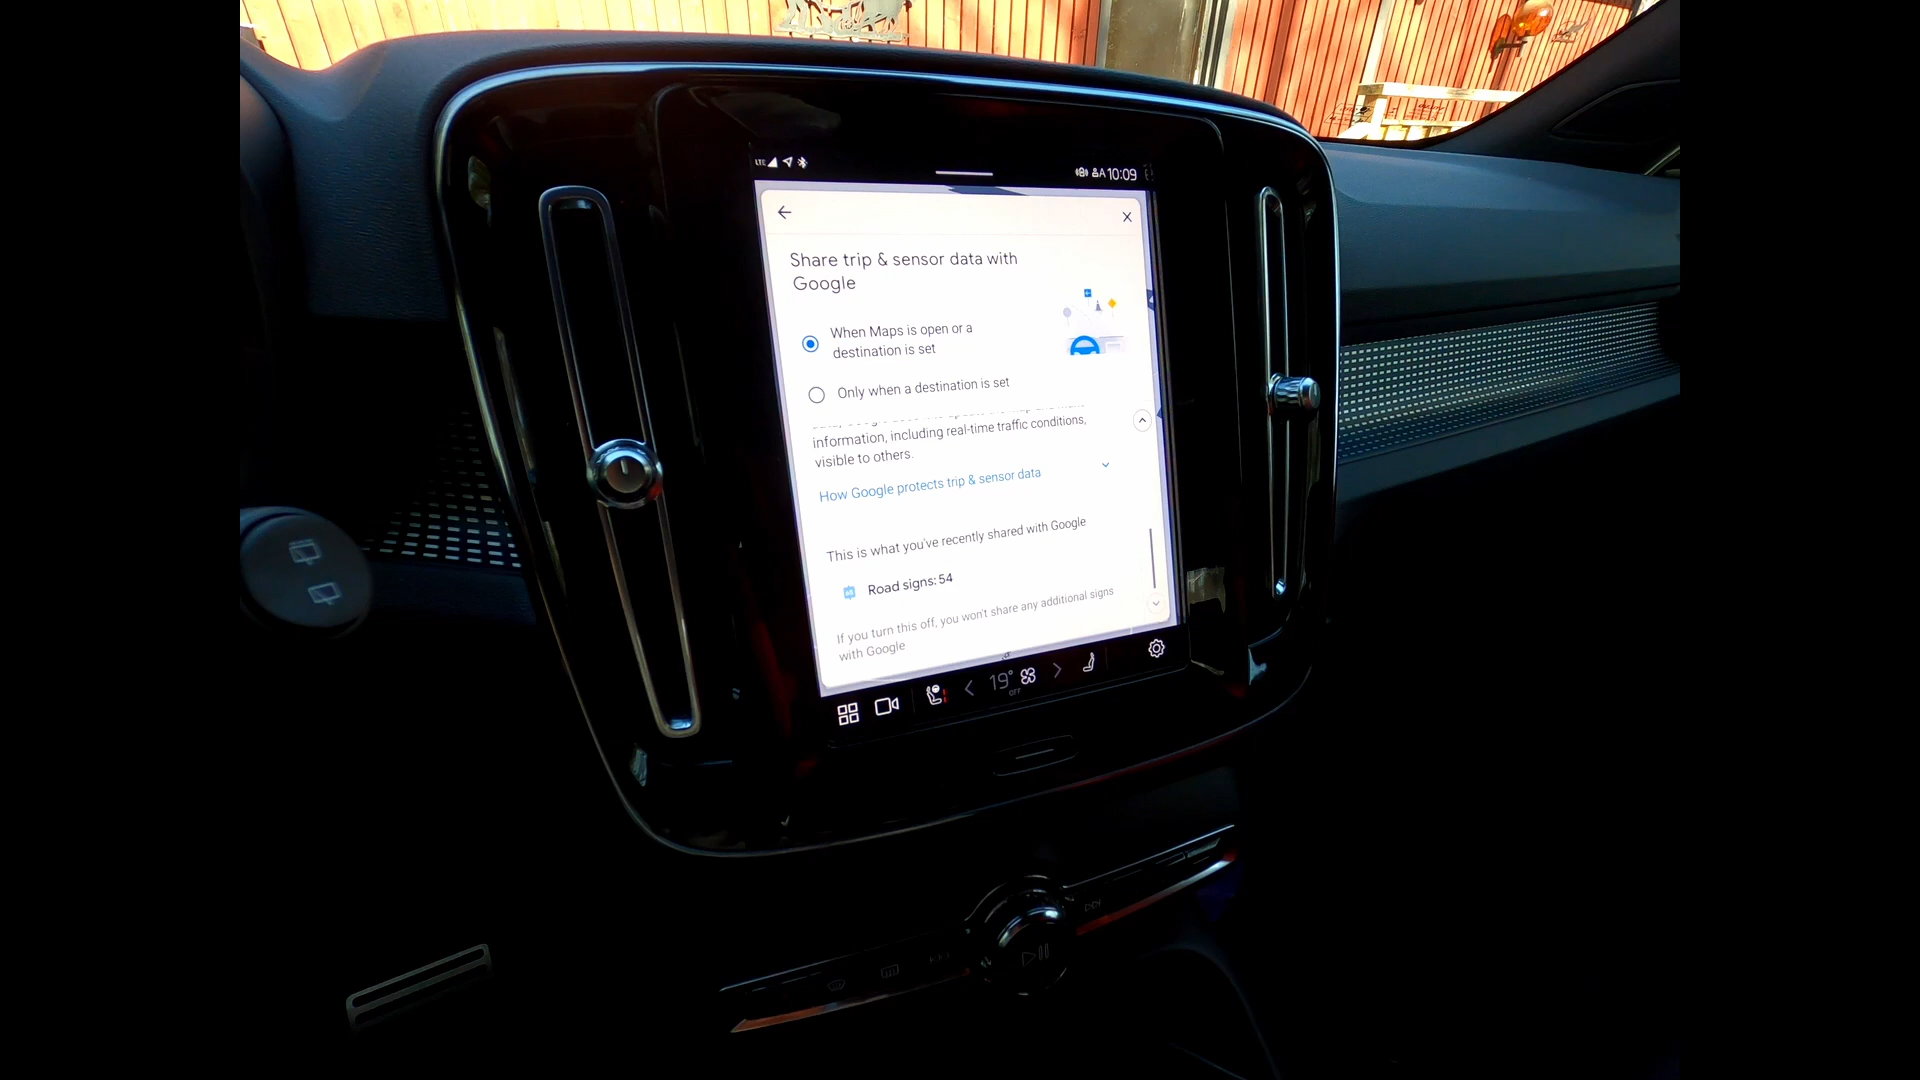 LTE
A 10:09
Share trip & sensor data with
Google
When Maps is open or a
destination is set
Only when a destination is set
information, including real-time traffic conditions,
visible to others.
How Google protects trip & sensor data
This is what you've recently shared with Google
Road signs: 54
If you turn this off, you won't share any additional signs
with Google
19°
OFF